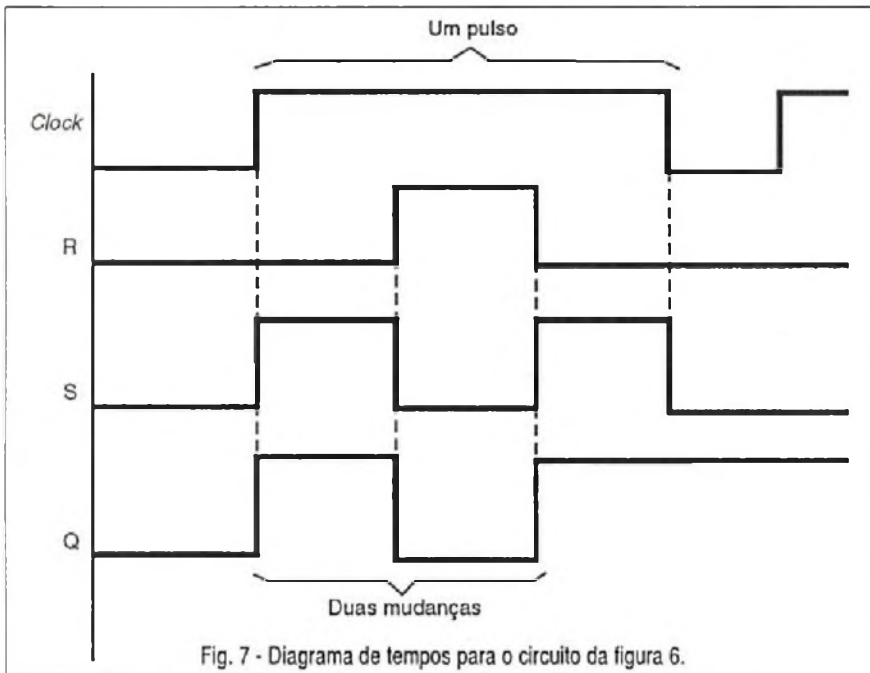 Um pulso
Clock
R
S
Q
Duas mudanças
Fig. 7 - Diagrama de tempos para o circuito da figura 6.